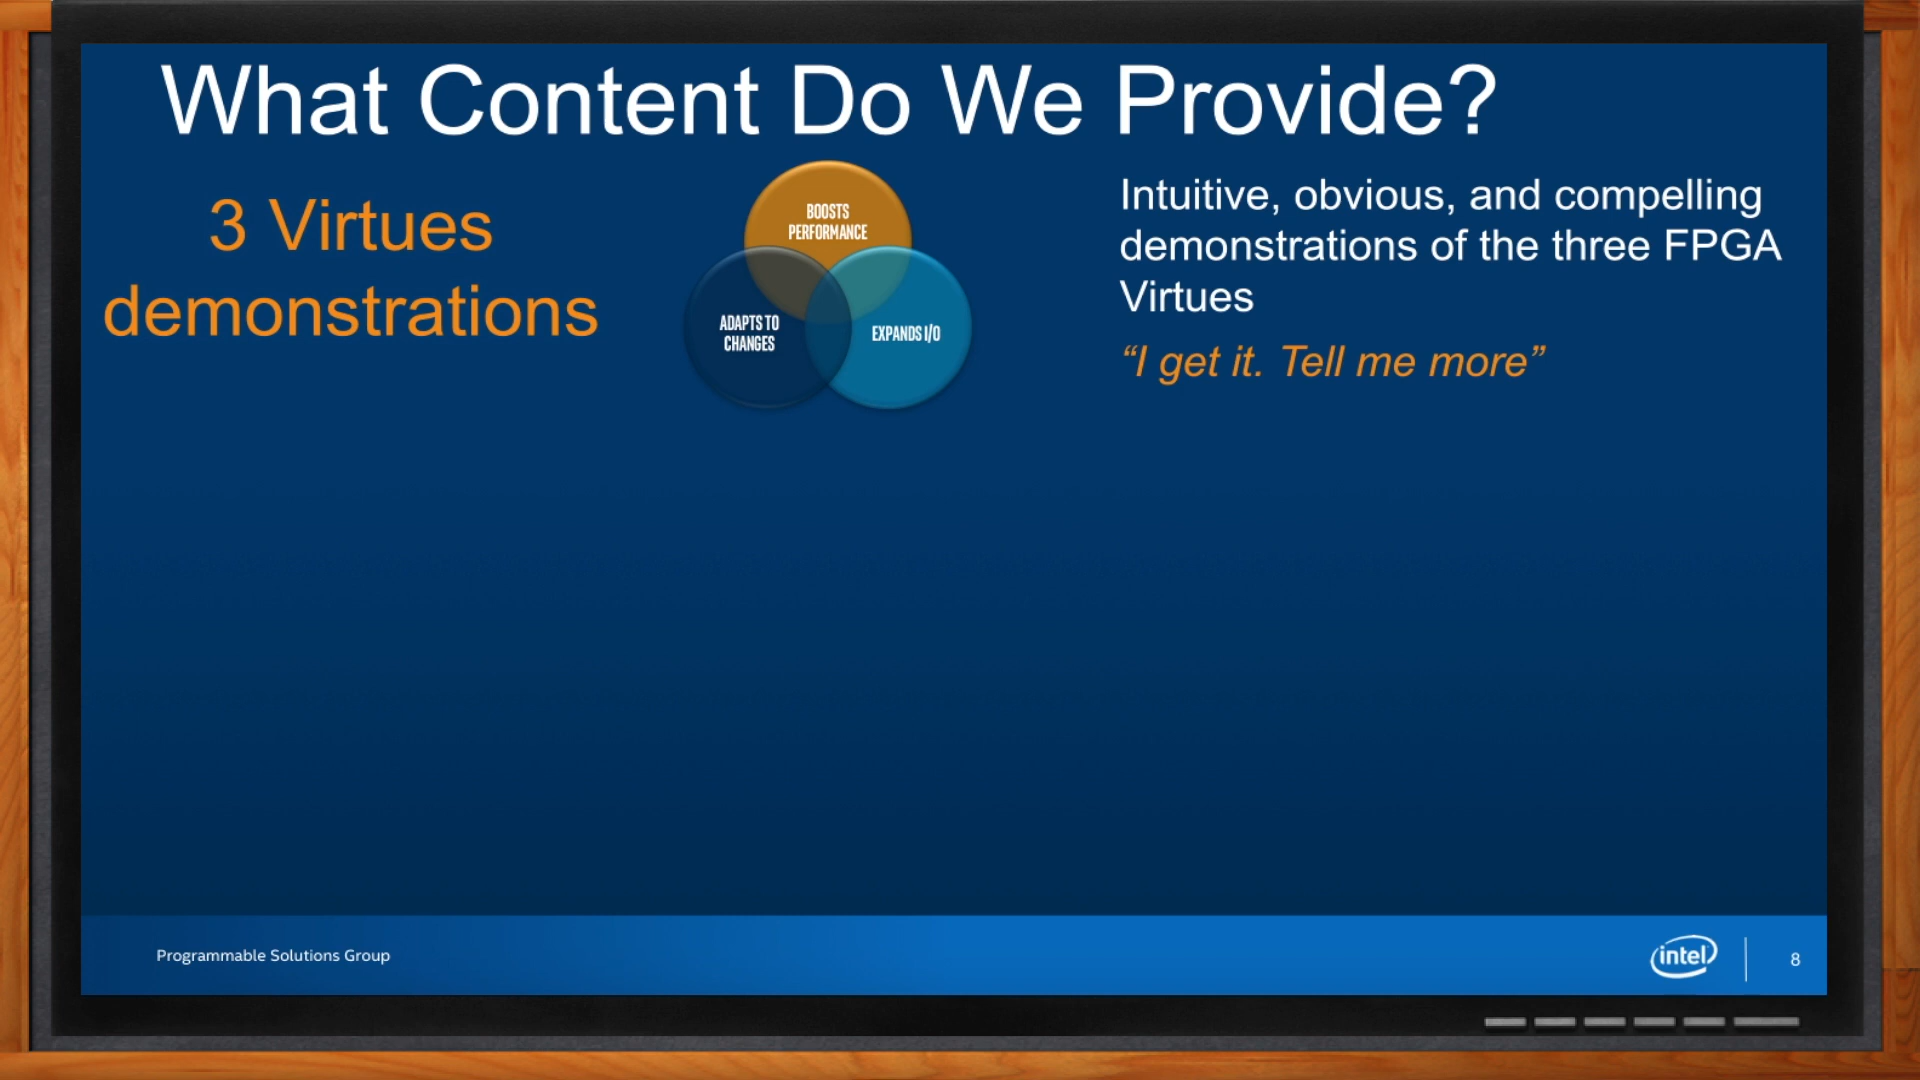 What Content Do We Provide?
3 Virtues
demonstrations
BOOSTS
PERFORMANCE
ADAPTS TO
CHANGES
EXPANDS I/O
Intuitive, obvious, and compelling
demonstrations of the three FPGA
Virtues
“I get it. Tell me more”
Programmable Solutions Group
intel
8